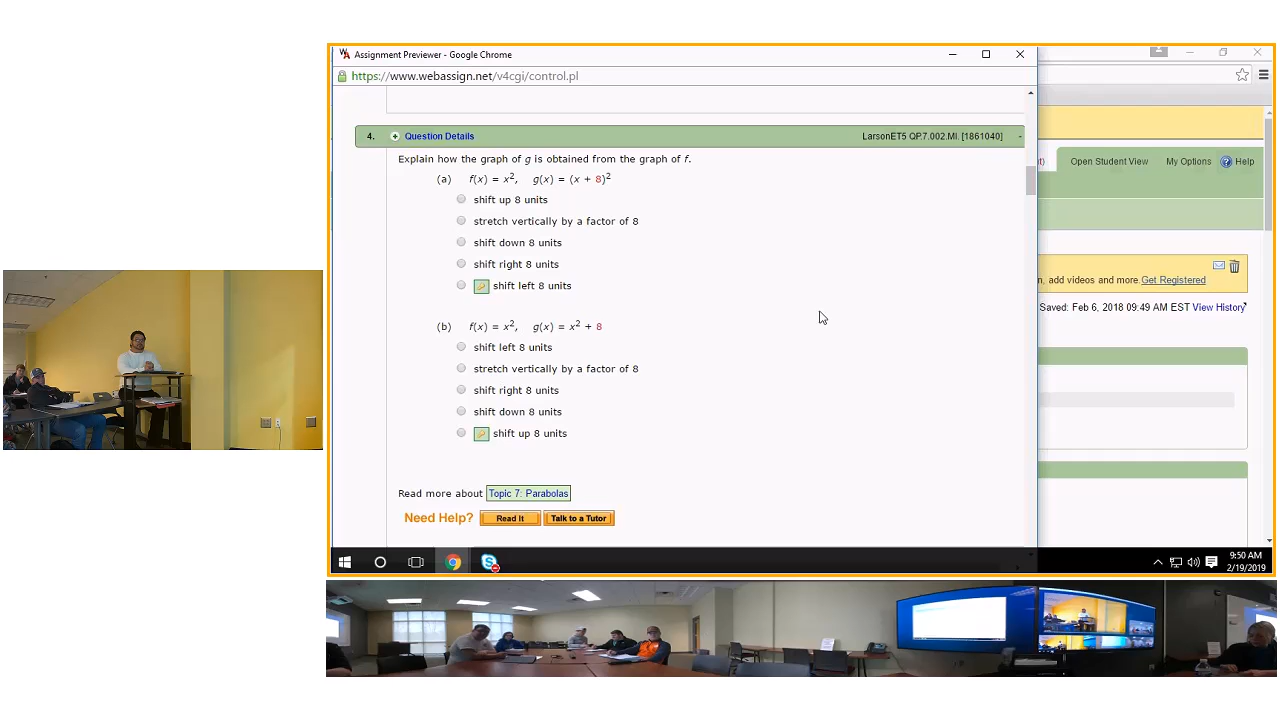 Assignment Previewer - Google Chrome
https://www.webassign.net/v4cgi/control.pl
4. Question Details LarsonET5 QP.7.002.MI. [1861040] -
Explain how the graph of g is obtained from the graph of f.
(a) f(x) = x², g(x) = (x + 8)²
shift up 8 units
stretch vertically by a factor of 8
shift down 8 units
shift right 8 units
shift left 8 units
(b) f(x) = x², g(x) = x² + 8
shift left 8 units
stretch vertically by a factor of 8
shift right 8 units
shift down 8 units
shift up 8 units
Read more about Topic 7: Parabolas
Need Help? Read It Talk to a Tutor
Open Student View My Options Help
, add videos and more. Get Registered
Saved: Feb 6, 2018 09:49 AM EST View History
9:50 AM
2/19/2019